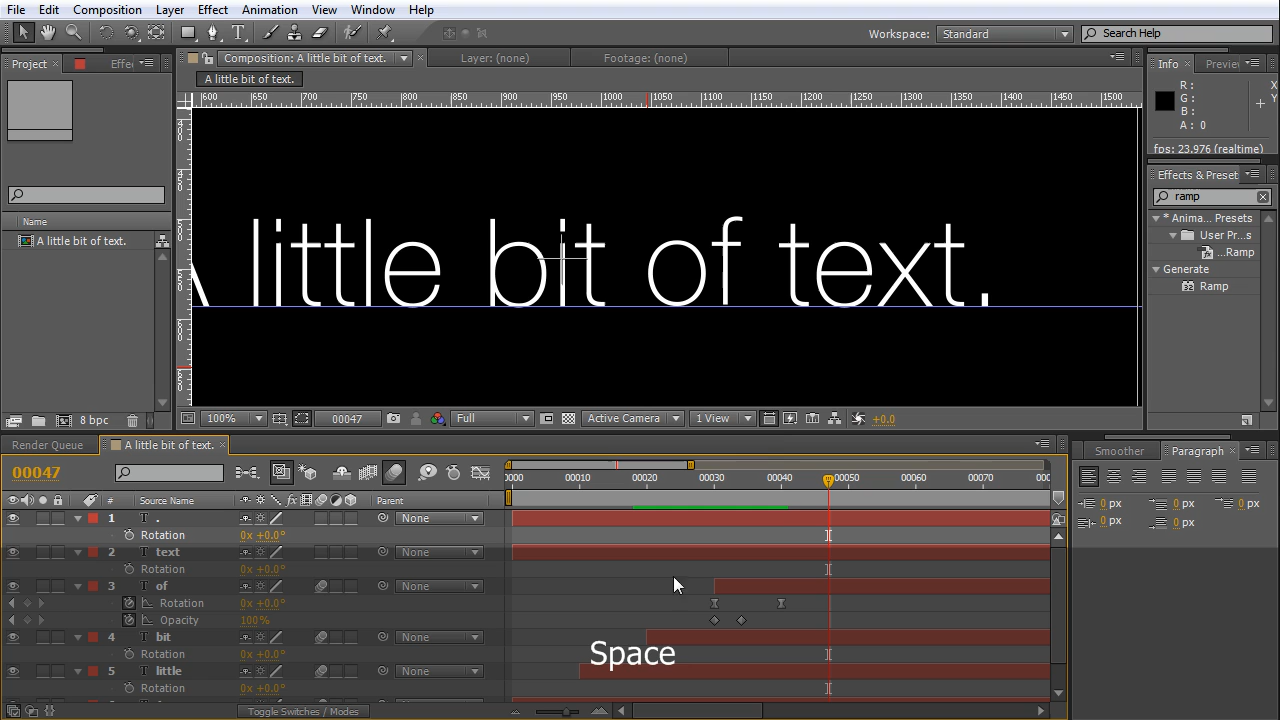 File Edit Composition Layer Effect Animation View Window Help
Workspace: Standard Search Help
Project Effe Composition: A little bit of text. Layer: (none) Footage: (none) Info Previe
A little bit of text.
600 650 700 750 800 850 900 950 1000 1050 1100 1150 1200 1250 1300 1350 1400 1450 1500
R : X
G : Y
B :
A : 0
fps: 23.976 (realtime)
Effects & Preset
ramp
* Anima... Presets
User Pr...s
...Ramp
Generate
Ramp
Name
A little bit of text.
little bit of text.
8 bpc 100% 00047 Full Active Camera 1 View +0.0
Render Queue A little bit of text. Smoother Paragraph
00047 0000 00010 00020 00030 00040 00050 00060 00070 000
# Source Name fx Parent
1 T . None
Rotation 0x +0.0°
2 T text None
Rotation 0x +0.0°
3 T of None
Rotation 0x +0.0°
Opacity 100%
4 T bit None
Rotation 0x +0.0°
5 T little None
Rotation 0x +0.0°
Space
Toggle Switches / Modes
0 px 0 px 0 px
0 px 0 px